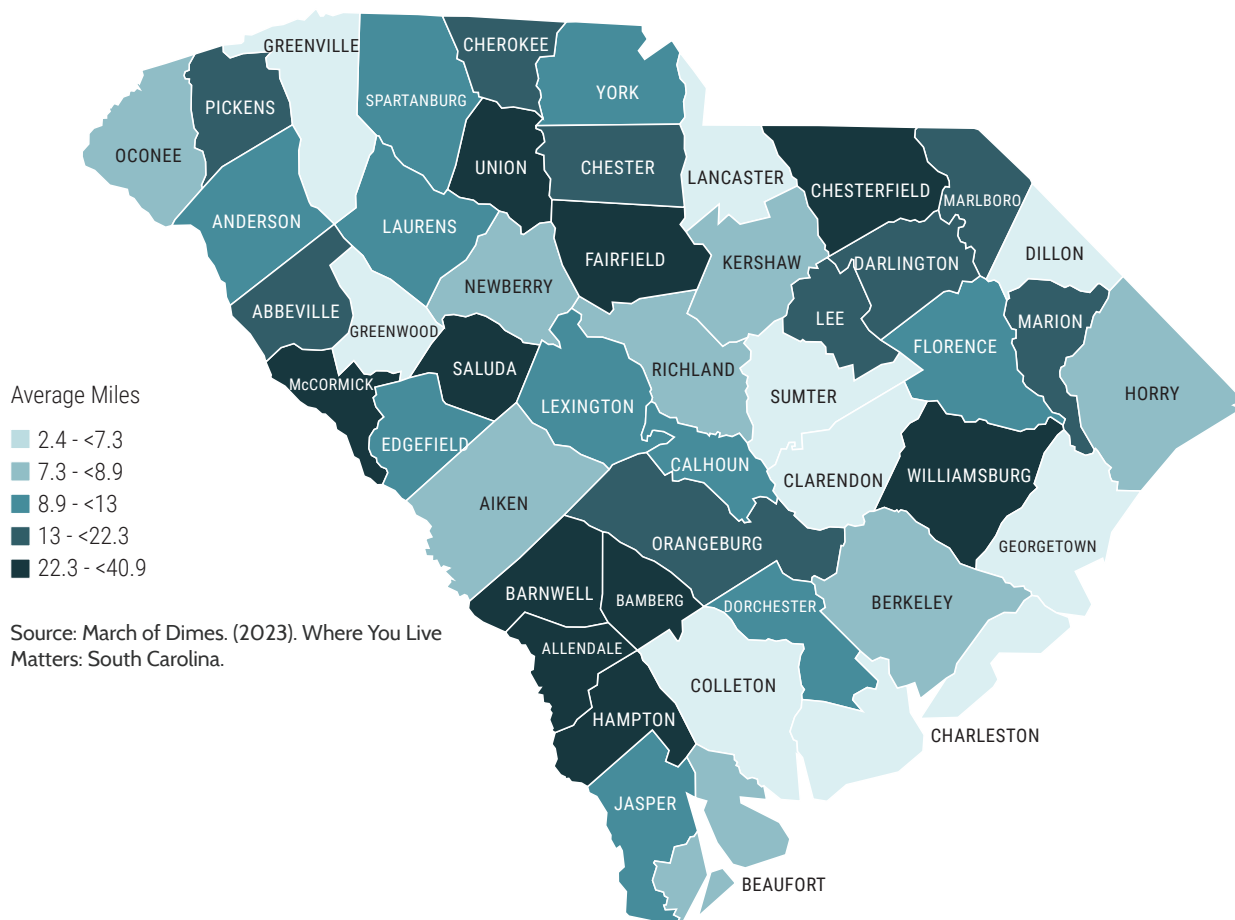 GREENVILLE
CHEROKEE
SPARTANBURG
YORK
PICKENS
OCONEE
UNION
CHESTER
LANCASTER
CHESTERFIELD
MARLBORO
ANDERSON
LAURENS
DILLON
FAIRFIELD
KERSHAW
DARLINGTON
NEWBERRY
ABBEVILLE
GREENWOOD
LEE
MARION
FLORENCE
SALUDA
RICHLAND
McCORMICK
SUMTER
HORRY
LEXINGTON
EDGEFIELD
CALHOUN
CLARENDON
WILLIAMSBURG
AIKEN
ORANGEBURG
GEORGETOWN
BARNWELL
BAMBERG
DORCHESTER
BERKELEY
ALLENDALE
COLLETON
HAMPTON
CHARLESTON
JASPER
BEAUFORT
Average Miles
2.4 - <7.3
7.3 - <8.9
8.9 - <13
13 - <22.3
22.3 - <40.9
Source: March of Dimes. (2023). Where You Live
Matters: South Carolina.